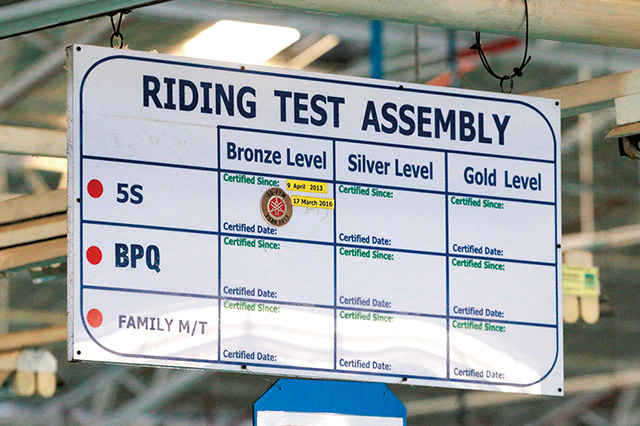 RIDING TEST ASSEMBLY
Bronze Level Silver Level Gold Level
5S
Certified Since: 9 April 2013
17 March 2016
Certified Date:
Certified Since:
Certified Date:
Certified Since:
Certified Date:
BPQ
Certified Since:
Certified Date:
Certified Since:
Certified Date:
Certified Since:
Certified Date:
FAMILY M/T
Certified Since:
Certified Date:
Certified Since:
Certified Date:
Certified Since:
Certified Date: